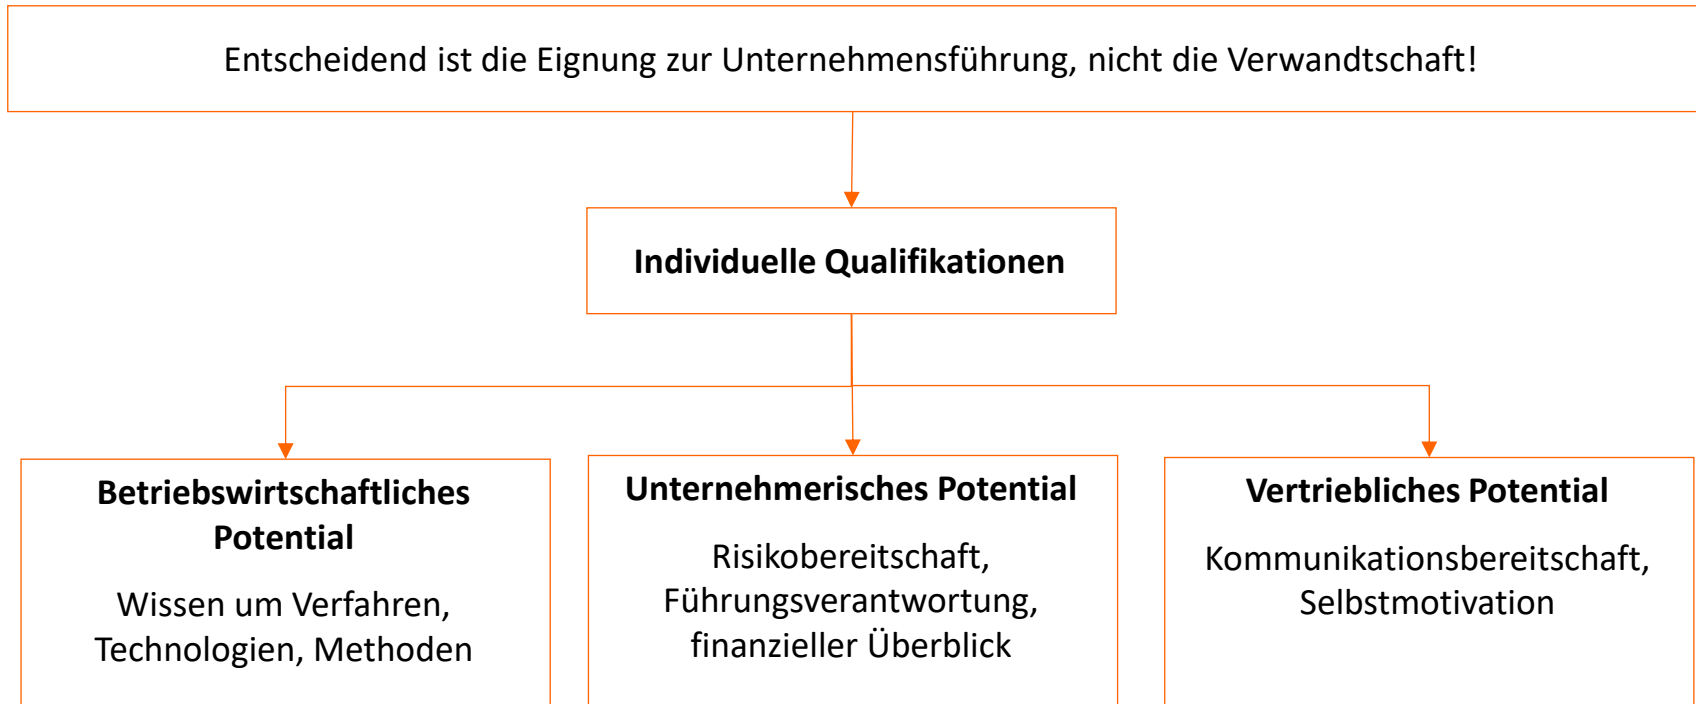 Entscheidend ist die Eignung zur Unternehmensführung, nicht die Verwandtschaft!
Individuelle Qualifikationen
Betriebswirtschaftliches
Potential
Wissen um Verfahren,
Technologien, Methoden
Unternehmerisches Potential
Risikobereitschaft,
Führungsverantwortung,
finanzieller Überblick
Vertriebliches Potential
Kommunikationsbereitschaft,
Selbstmotivation